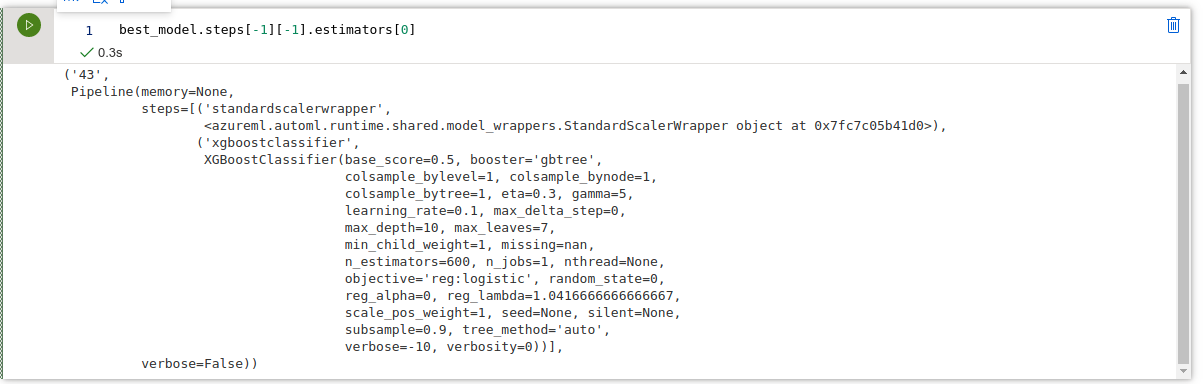 1 best_model.steps[-1][-1].estimators[0]
0.3s
('43',
Pipeline(memory=None,
steps=[('standardscalerwrapper',
<azureml.automl.runtime.shared.model_wrappers.StandardScalerWrapper object at 0x7fc7c05b41d0>),
('xgboostclassifier',
XGBoostClassifier(base_score=0.5, booster='gbtree',
colsample_bylevel=1, colsample_bynode=1,
colsample_bytree=1, eta=0.3, gamma=5,
learning_rate=0.1, max_delta_step=0,
max_depth=10, max_leaves=7,
min_child_weight=1, missing=nan,
n_estimators=600, n_jobs=1, nthread=None,
objective='reg:logistic', random_state=0,
reg_alpha=0, reg_lambda=1.0416666666666667,
scale_pos_weight=1, seed=None, silent=None,
subsample=0.9, tree_method='auto',
verbose=-10, verbosity=0))],
verbose=False))